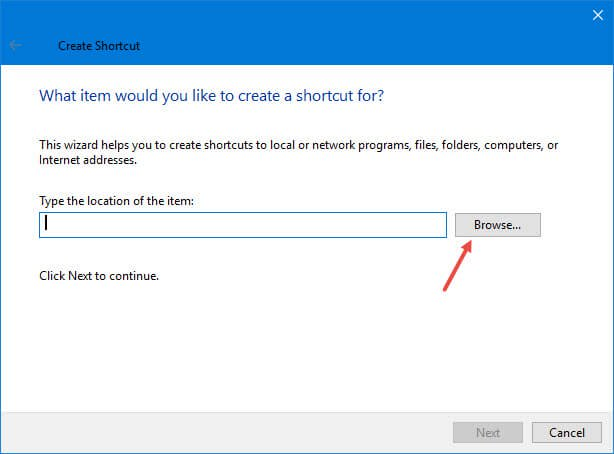 Create Shortcut
What item would you like to create a shortcut for?
This wizard helps you to create shortcuts to local or network programs, files, folders, computers, or
Internet addresses.
Type the location of the item:
Browse...
Click Next to continue.
Next
Cancel